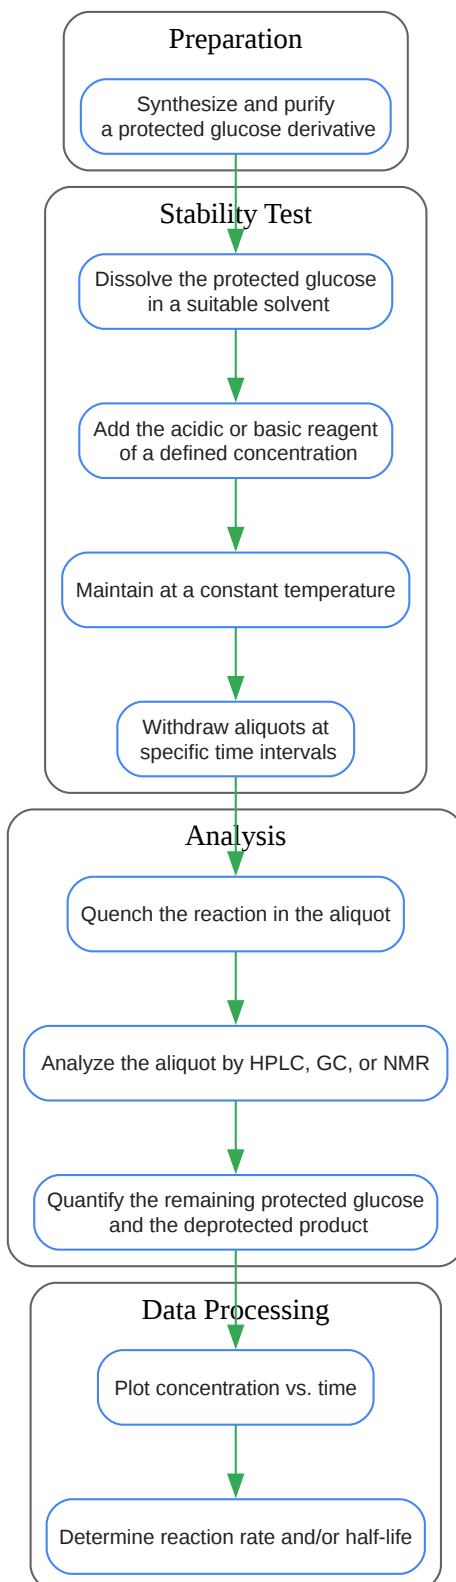 Preparation
Synthesize and purify
a protected glucose derivative
Stability Test
Dissolve the protected glucose
in a suitable solvent
Add the acidic or basic reagent
of a defined concentration
Maintain at a constant temperature
Withdraw aliquots at
specific time intervals
Analysis
Quench the reaction in the aliquot
Analyze the aliquot by HPLC, GC, or NMR
Quantify the remaining protected glucose
and the deprotected product
Data Processing
Plot concentration vs. time
Determine reaction rate and/or half-life